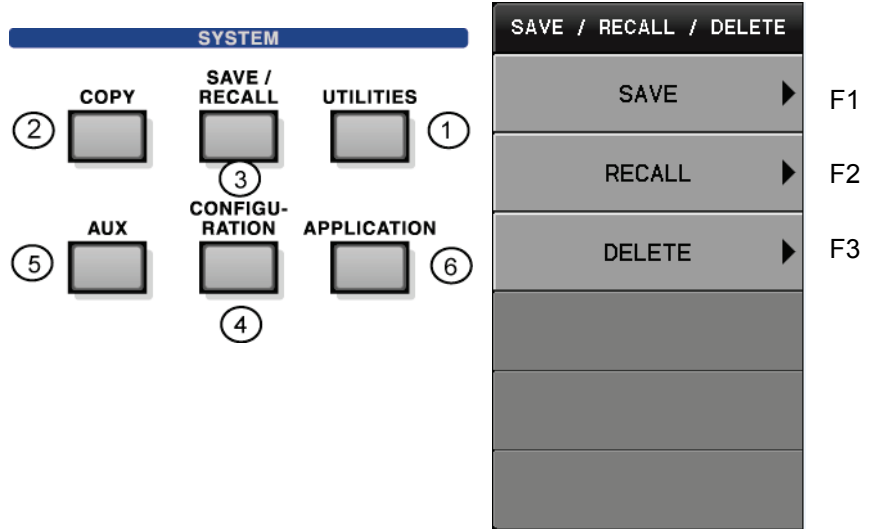 SYSTEM
COPY
SAVE /
RECALL
UTILITIES
2
3
1
AUX
CONFIGU-
RATION
APPLICATION
5
4
6
SAVE / RECALL / DELETE
SAVE
F1
RECALL
F2
DELETE
F3